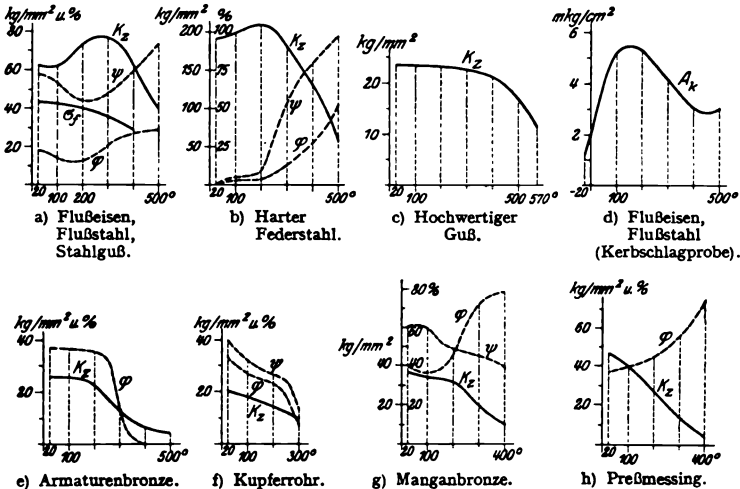 kg/mm² u. %
80
60
40
20
K_z
ψ
σ_f
φ
20 100 200 500°
a) Flußeisen,
Flußstahl,
Stahlguß.
kg/mm² %
200 100
150 75
100 50
50 25
K_z
ψ
φ
20 100 500°
b) Harter
Federstahl.
kg/mm²
20
10
K_z
20 100 500 570°
c) Hochwertiger
Guß.
mkg/cm²
6
4
2
A_k
-20 100 500°
d) Flußeisen,
Flußstahl
(Kerbschlagprobe).
kg/mm² u. %
40
20
K_z
φ
20 100 500°
e) Armaturenbronze.
kg/mm² u. %
40
20
ψ
φ
K_z
20 100 300°
f) Kupferrohr.
80 %
60
kg/mm²
40 40
20 20
φ
ψ
K_z
20 100 400°
g) Manganbronze.
kg/mm² u. %
60
40
20
φ
K_z
20 100 400°
h) Preßmessing.